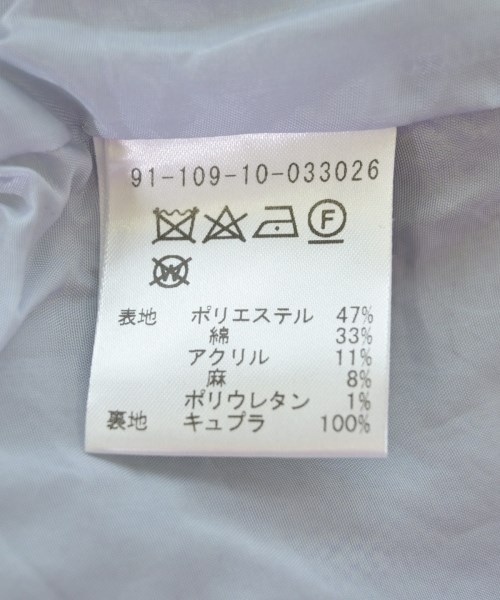 91-109-10-033026
F
W
表地 ポリエステル 47%
綿 33%
アクリル 11%
麻 8%
ポリウレタン 1%
裏地 キュプラ 100%